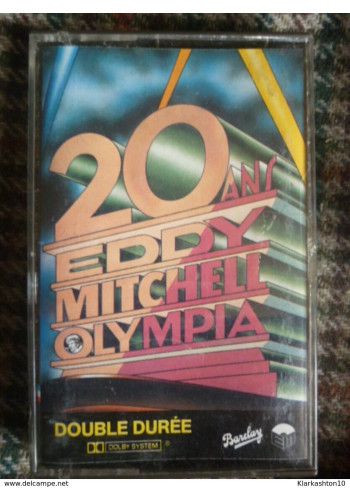 20
ANS
EDDY
MITCHELL
OLYMPIA
DOUBLE DURÉE
DOLBY SYSTEM ®
Barclay
www.delcampe.net
Klarkashton10